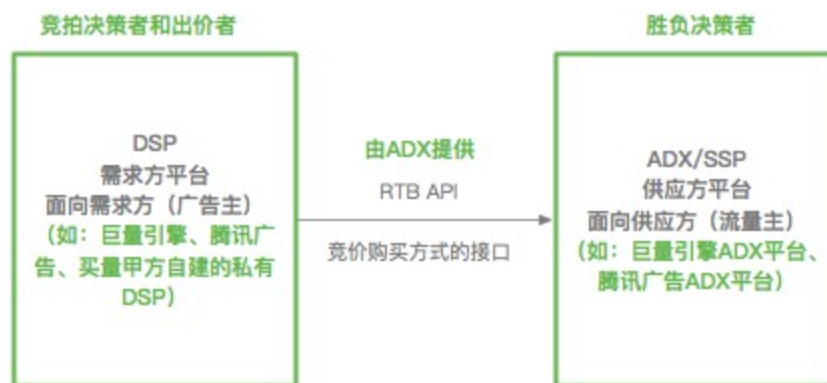 竞拍决策者和出价者
DSP
需求方平台
面向需求方（广告主）
（如：巨量引擎、腾讯广
告、买量甲方自建的私有
DSP）
由ADX提供
RTB API
竞价购买方式的接口
胜负决策者
ADX/SSP
供应方平台
面向供应方（流量主）
（如：巨量引擎ADX平台、
腾讯广告ADX平台）